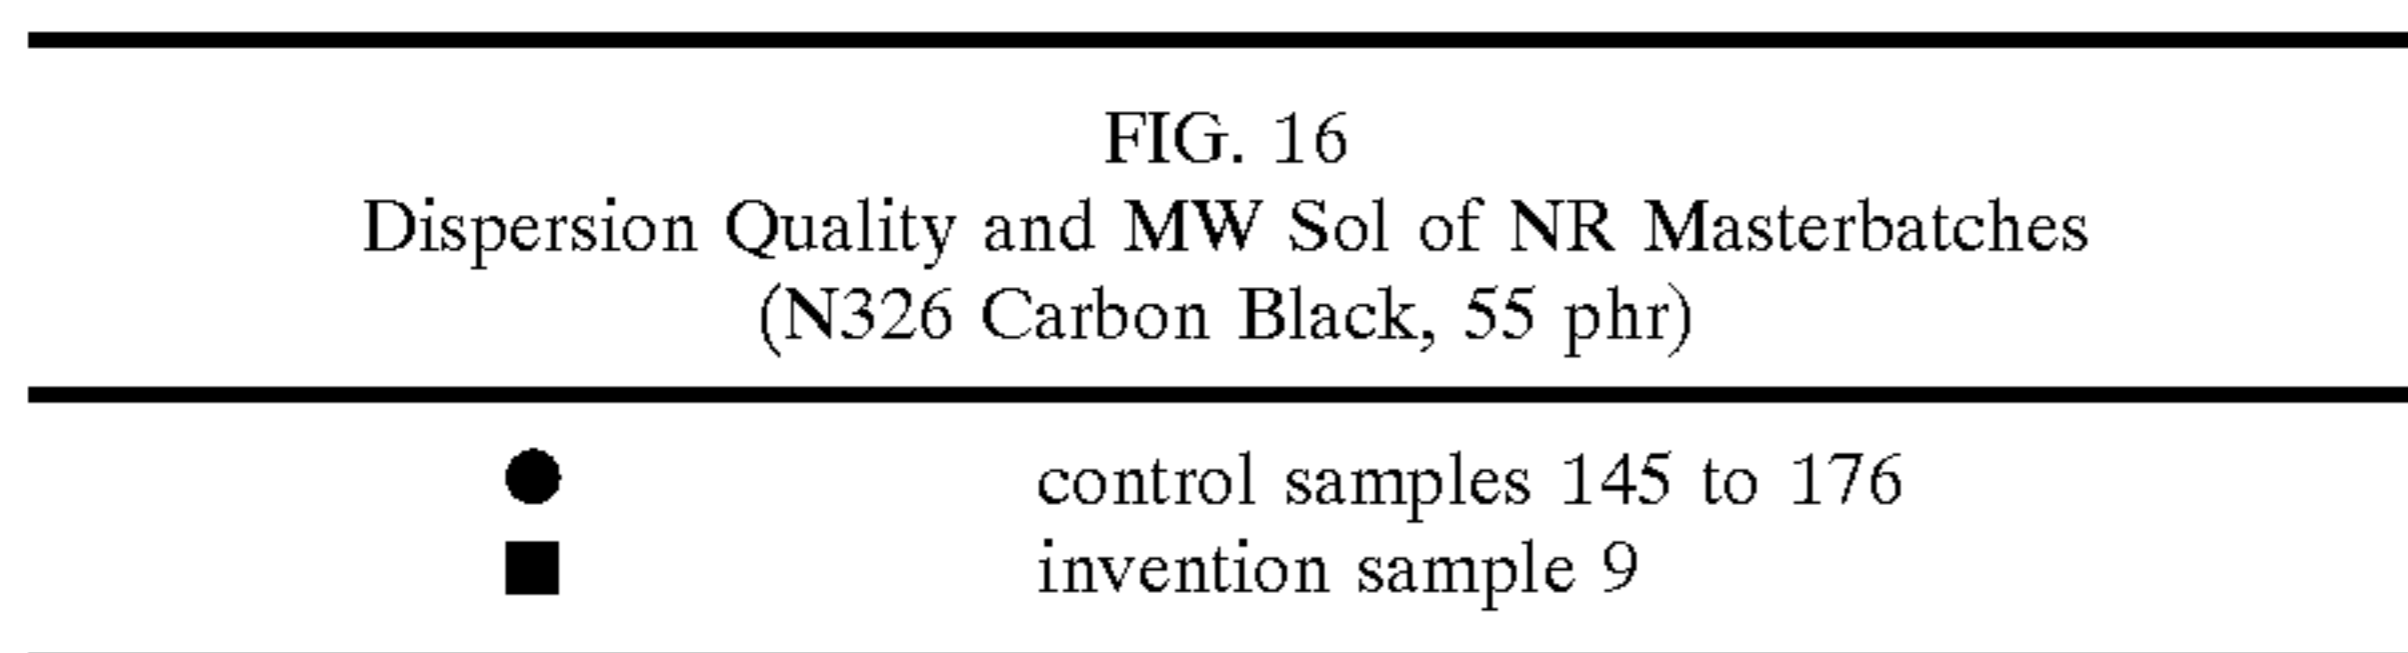 FIG. 16
Dispersion Quality and MW Sol of NR Masterbatches
(N326 Carbon Black, 55 phr)
● control samples 145 to 176
■ invention sample 9